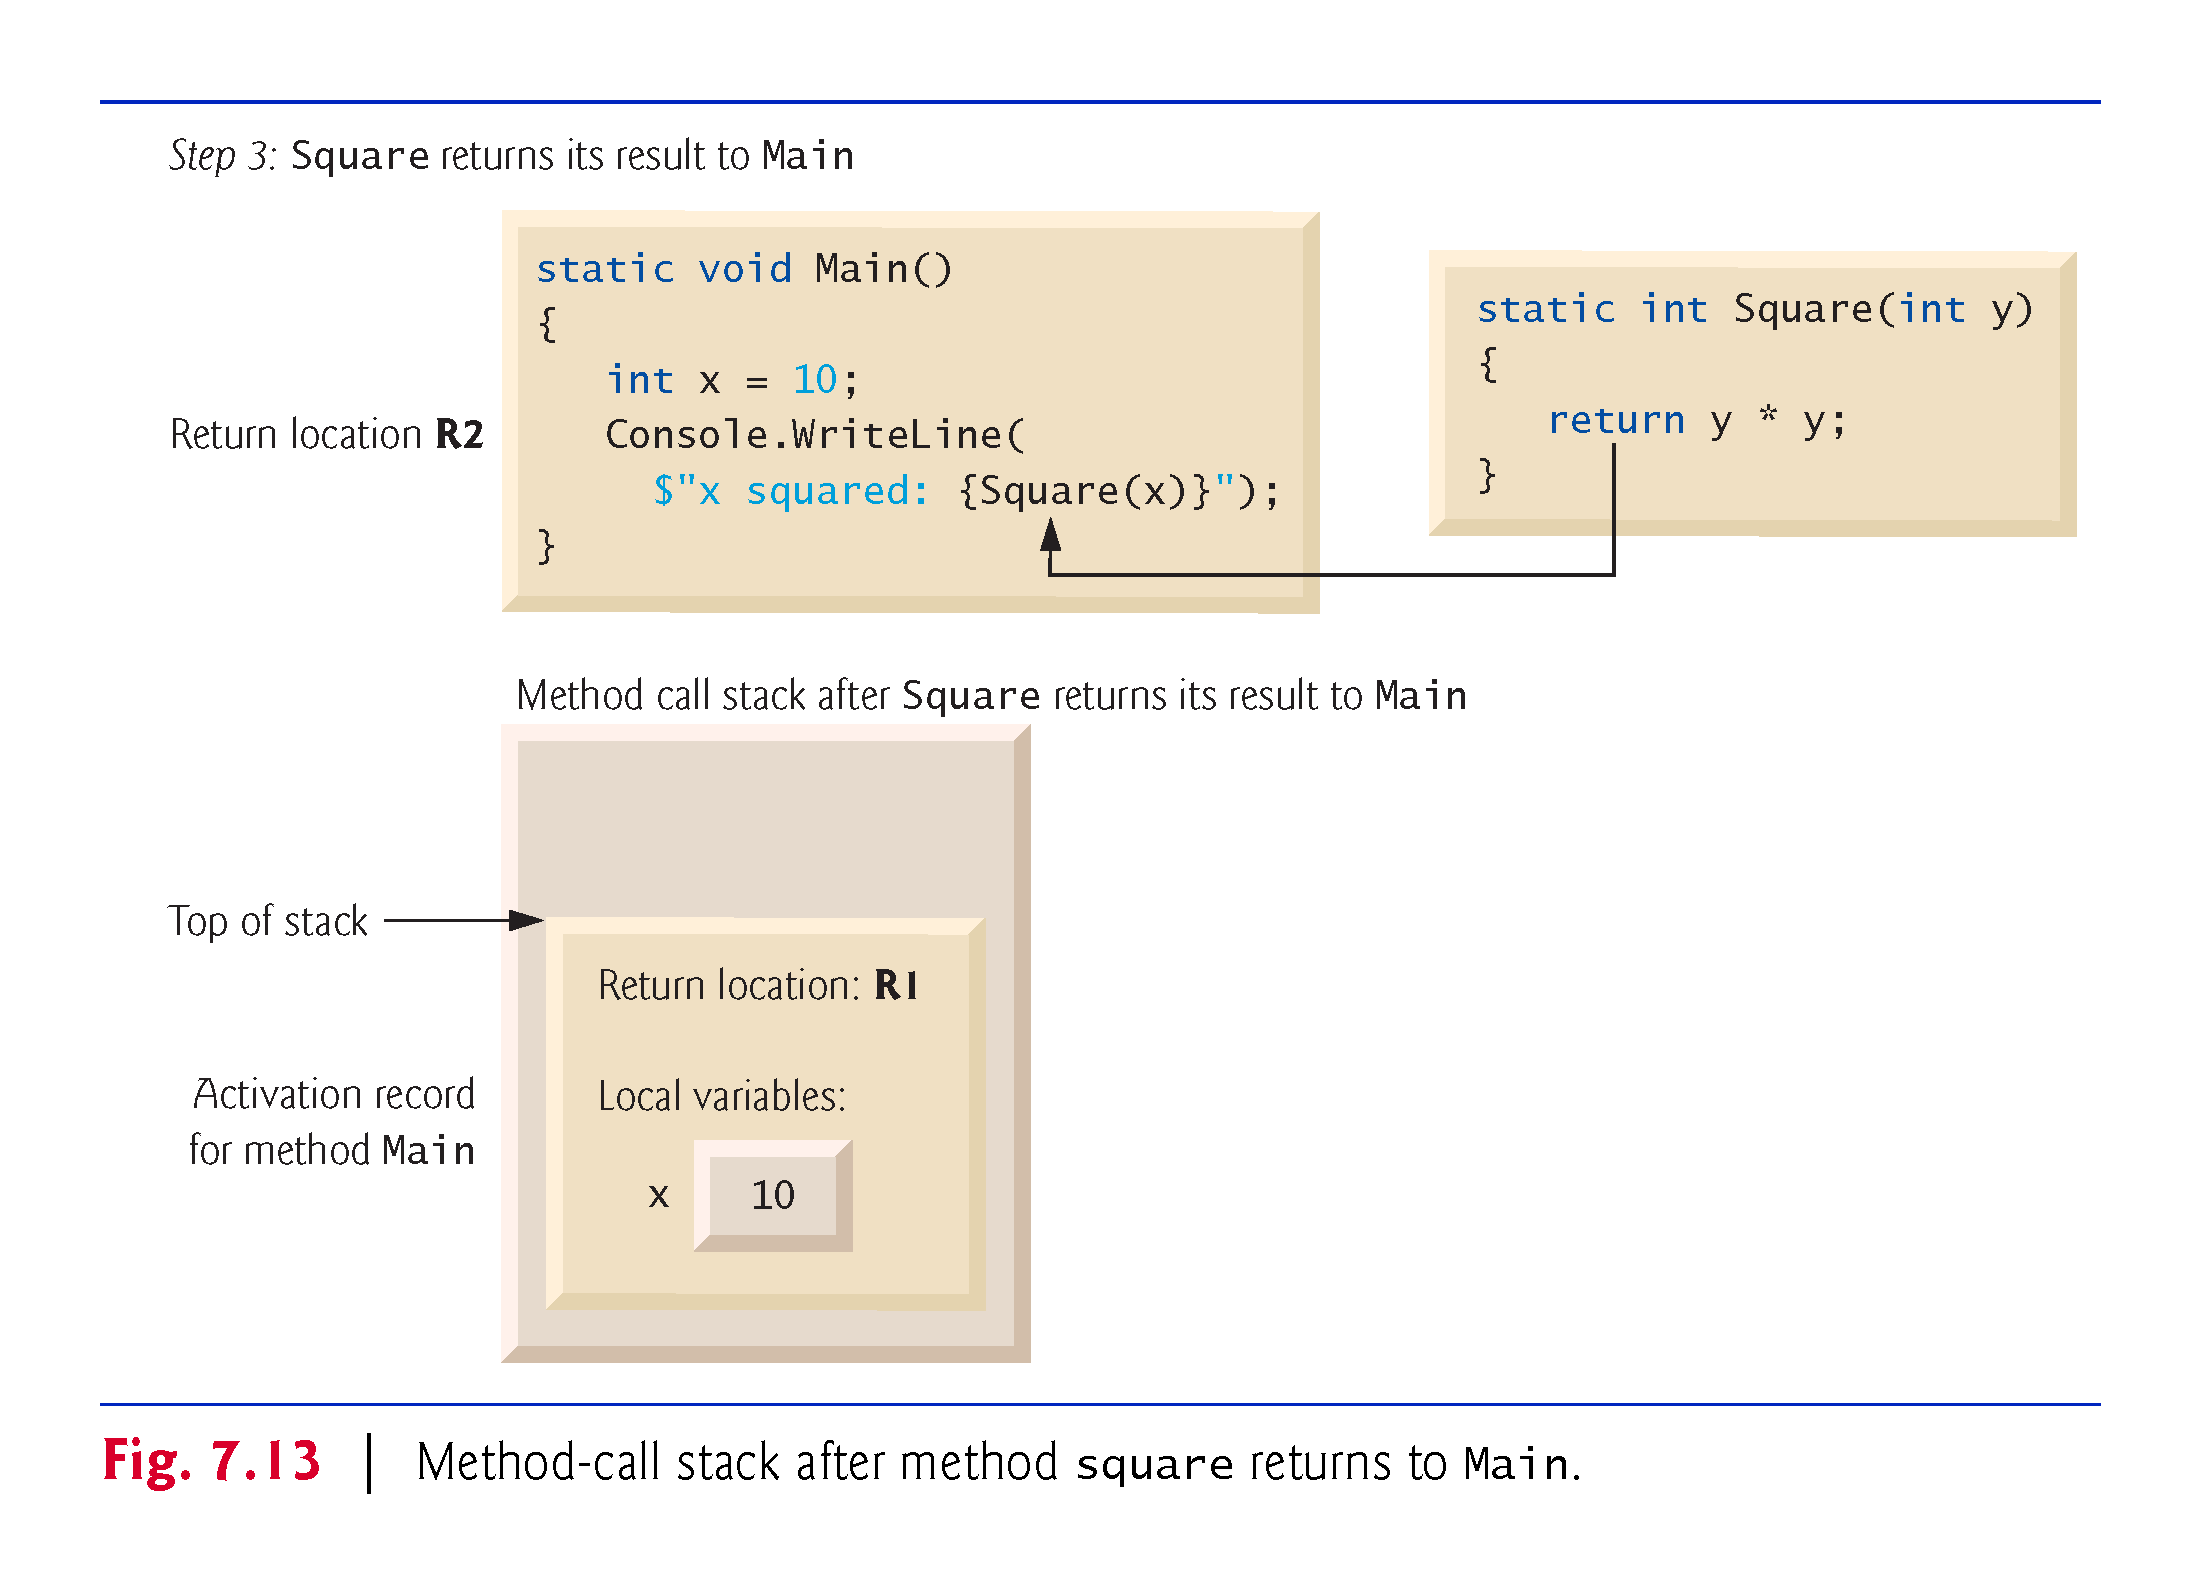 Step 3: Square returns its result to Main
static void Main()
{
int x = 10;
Return location R2
Console.WriteLine(
$"x squared: {Square(x)}");
}
static int Square(int y)
{
return y * y;
}
Method call stack after Square returns its result to Main
Top of stack
Return location: R1
Activation record
for method Main
Local variables:
x 10
Fig. 7.13 | Method-call stack after method square returns to Main.